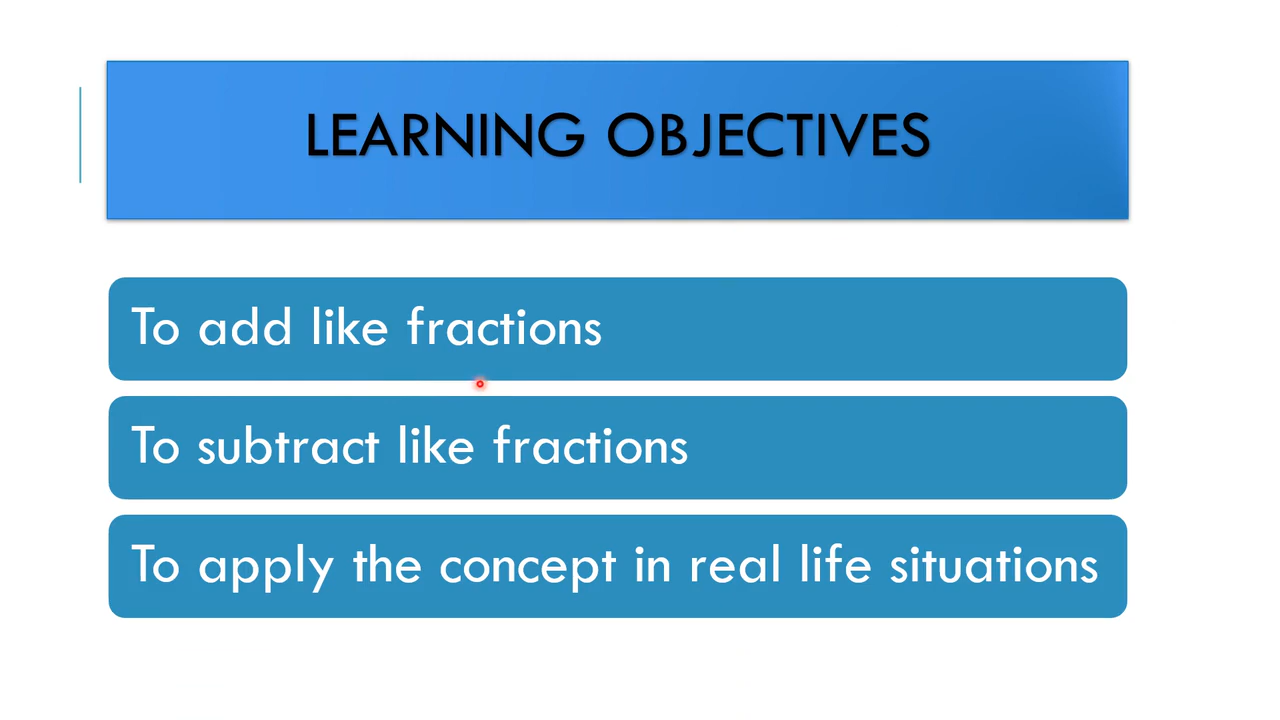 LEARNING OBJECTIVES
To add like fractions
To subtract like fractions
To apply the concept in real life situations